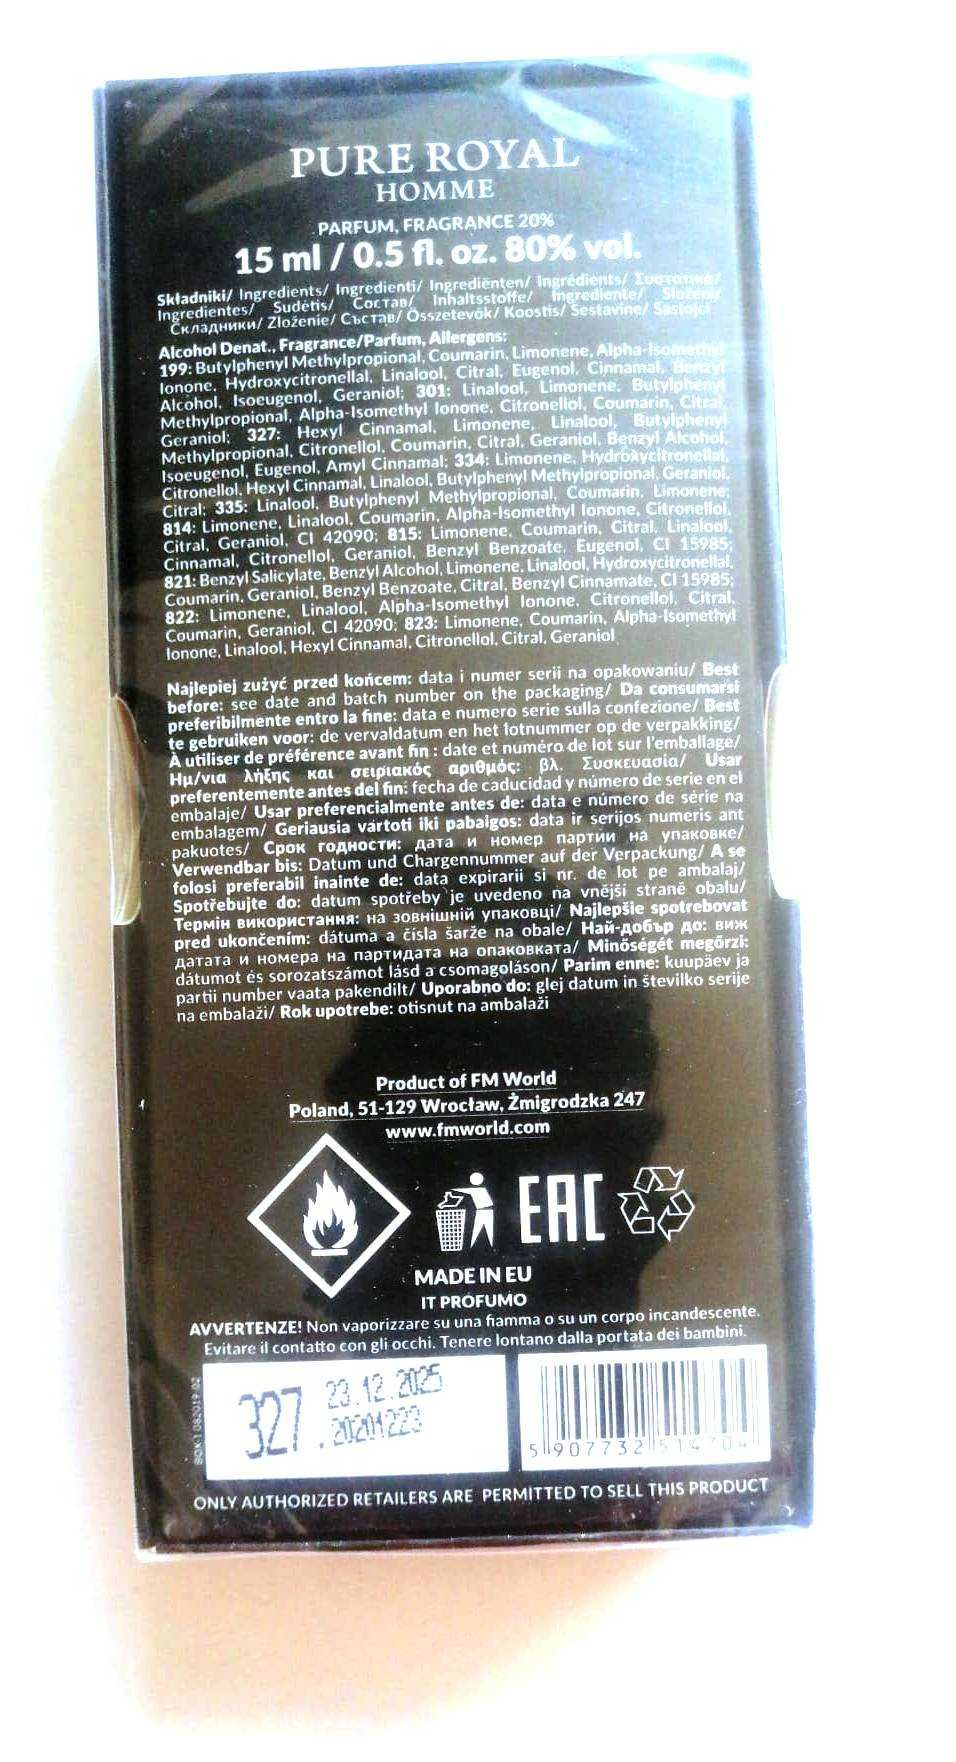 PURE ROYAL
HOMME
PARFUM, FRAGRANCE 20%
15 ml / 0.5 fl. oz. 80% vol.
Składniki/ Ingredients/ Ingredienti/ Ingrediënten/ Ingrédients/ Συστατικά/
Ingredientes/ Sudėtis/ Состав/ Inhaltsstoffe/ Ingrediente/ Složení/
Складники/ Zloženie/ Състав/ Összetevők/ Koostis/ Sestavine/ Sastojci
Alcohol Denat., Fragrance/Parfum, Allergens:
199: Butylphenyl Methylpropional, Coumarin, Limonene, Alpha-Isomethyl
Ionone, Hydroxycitronellal, Linalool, Citral, Eugenol, Cinnamal, Benzyl
Alcohol, Isoeugenol, Geraniol; 301: Linalool, Limonene, Butylphenyl
Methylpropional, Alpha-Isomethyl Ionone, Citronellol, Coumarin, Citral,
Geraniol; 327: Hexyl Cinnamal, Limonene, Linalool, Butylphenyl
Methylpropional, Citronellol, Coumarin, Citral, Geraniol, Benzyl Alcohol,
Isoeugenol, Eugenol, Amyl Cinnamal; 334: Limonene, Hydroxycitronellal,
Citronellol, Hexyl Cinnamal, Linalool, Butylphenyl Methylpropional, Geraniol,
Citral; 335: Linalool, Butylphenyl Methylpropional, Coumarin, Limonene;
814: Limonene, Linalool, Coumarin, Alpha-Isomethyl Ionone, Citronellol,
Citral, Geraniol, CI 42090; 815: Limonene, Coumarin, Citral, Linalool,
Cinnamal, Citronellol, Geraniol, Benzyl Benzoate, Eugenol, CI 15985;
821: Benzyl Salicylate, Benzyl Alcohol, Limonene, Linalool, Hydroxycitronellal,
Coumarin, Geraniol, Benzyl Benzoate, Citral, Benzyl Cinnamate, CI 15985;
822: Limonene, Linalool, Alpha-Isomethyl Ionone, Citronellol, Citral,
Coumarin, Geraniol, CI 42090; 823: Limonene, Coumarin, Alpha-Isomethyl
Ionone, Linalool, Hexyl Cinnamal, Citronellol, Citral, Geraniol
Najlepiej zużyć przed końcem: data i numer serii na opakowaniu/ Best
before: see date and batch number on the packaging/ Da consumarsi
preferibilmente entro la fine: data e numero serie sulla confezione/ Best
te gebruiken voor: de vervaldatum en het lotnummer op de verpakking/
À utiliser de préférence avant fin : date et numéro de lot sur l'emballage/
Ημ/νια λήξης και σειριακός αριθμός: βλ. Συσκευασία/ Usar
preferentemente antes del fin: fecha de caducidad y número de serie en el
embalaje/ Usar preferencialmente antes de: data e número de série na
embalagem/ Geriausia vartoti iki pabaigos: data ir serijos numeris ant
pakuotes/ Срок годности: дата и номер партии на упаковке/
Verwendbar bis: Datum und Chargennummer auf der Verpackung/ A se
folosi preferabil inainte de: data expirarii si nr. de lot pe ambalaj/
Spotřebujte do: datum spotřeby je uvedeno na vnější straně obalu/
Термін використання: на зовнішній упаковці/ Najlepšie spotrebovat
pred ukončením: dátuma a čísla šarže na obale/ Най-добър до: виж
датата и номера на партидата на опаковката/ Minőségét megőrzi:
dátumot és sorozatszámot lásd a csomagoláson/ Parim enne: kuupäev ja
partii number vaata pakendilt/ Uporabno do: glej datum in številko serije
na embalaži/ Rok upotrebe: otisnut na ambalaži
Product of FM World
Poland, 51-129 Wrocław, Żmigrodzka 247
www.fmworld.com
EAC
MADE IN EU
IT PROFUMO
AVVERTENZE! Non vaporizzare su una fiamma o su un corpo incandescente.
Evitare il contatto con gli occhi. Tenere lontano dalla portata dei bambini.
BOX1 082019 02
327. 23.12.2025
20201223
5 907732 514704
ONLY AUTHORIZED RETAILERS ARE PERMITTED TO SELL THIS PRODUCT